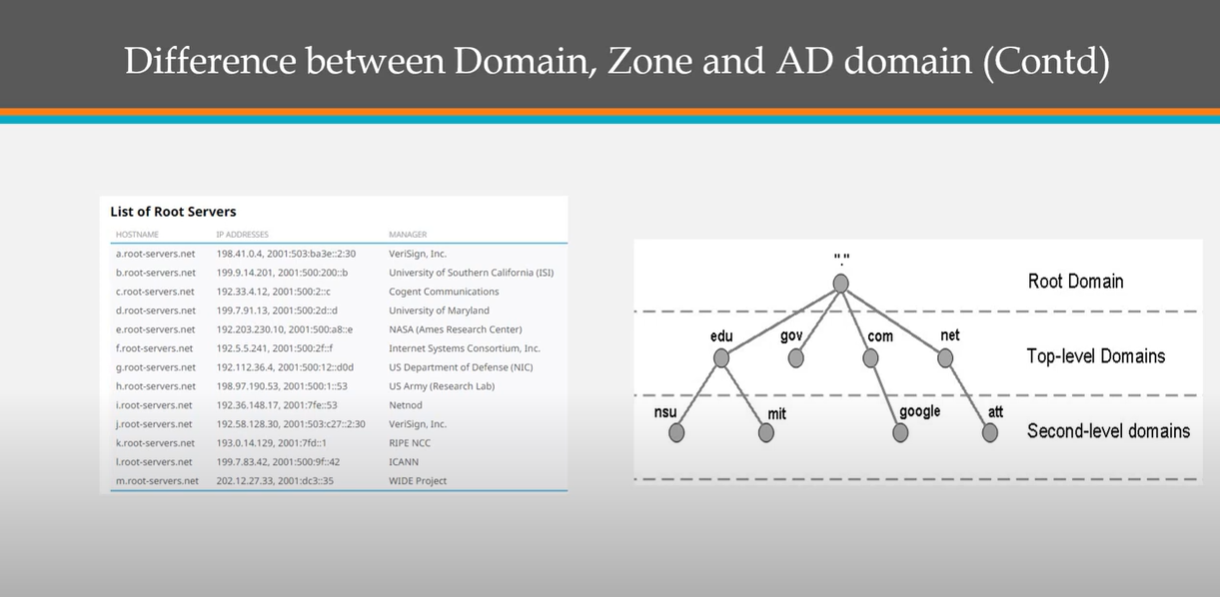 Difference between Domain, Zone and AD domain (Contd)
List of Root Servers
HOSTNAME IP ADDRESSES MANAGER
a.root-servers.net 198.41.0.4, 2001:503:ba3e::2:30 VeriSign, Inc.
b.root-servers.net 199.9.14.201, 2001:500:200::b University of Southern California (ISI)
c.root-servers.net 192.33.4.12, 2001:500:2::c Cogent Communications
d.root-servers.net 199.7.91.13, 2001:500:2d::d University of Maryland
e.root-servers.net 192.203.230.10, 2001:500:a8::e NASA (Ames Research Center)
f.root-servers.net 192.5.5.241, 2001:500:2f::f Internet Systems Consortium, Inc.
g.root-servers.net 192.112.36.4, 2001:500:12::d0d US Department of Defense (NIC)
h.root-servers.net 198.97.190.53, 2001:500:1::53 US Army (Research Lab)
i.root-servers.net 192.36.148.17, 2001:7fe::53 Netnod
j.root-servers.net 192.58.128.30, 2001:503:c27::2:30 VeriSign, Inc.
k.root-servers.net 193.0.14.129, 2001:7fd::1 RIPE NCC
l.root-servers.net 199.7.83.42, 2001:500:9f::42 ICANN
m.root-servers.net 202.12.27.33, 2001:dc3::35 WIDE Project
"."
Root Domain
edu gov com net
Top-level Domains
nsu mit google att
Second-level domains